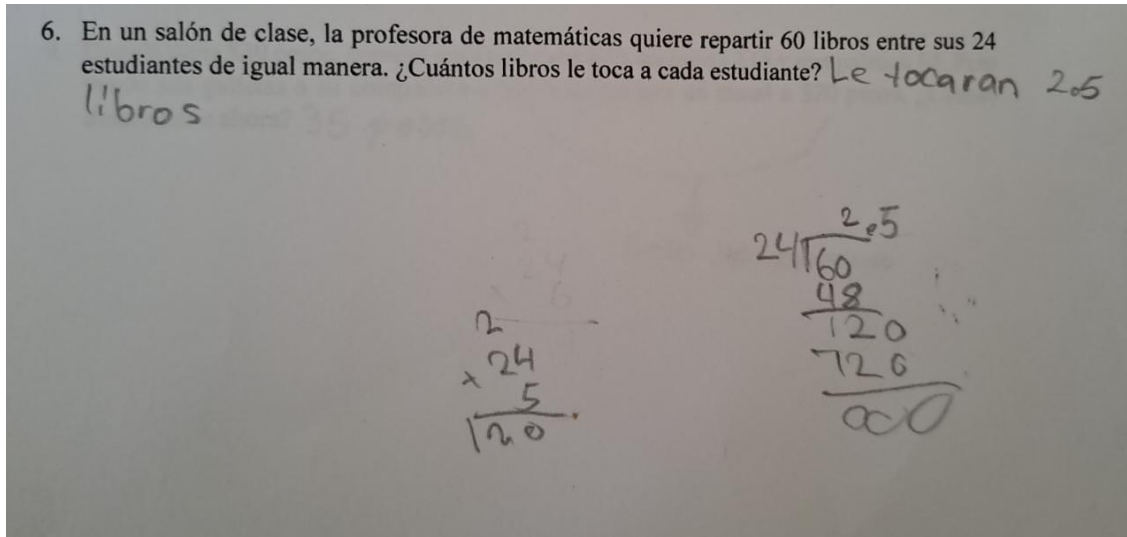 6. En un salón de clase, la profesora de matemáticas quiere repartir 60 libros entre sus 24
estudiantes de igual manera. ¿Cuántos libros le toca a cada estudiante? Le tocaran 2.5
libros
2.5
24 60
48
120
120
000
2
24
x 5
120